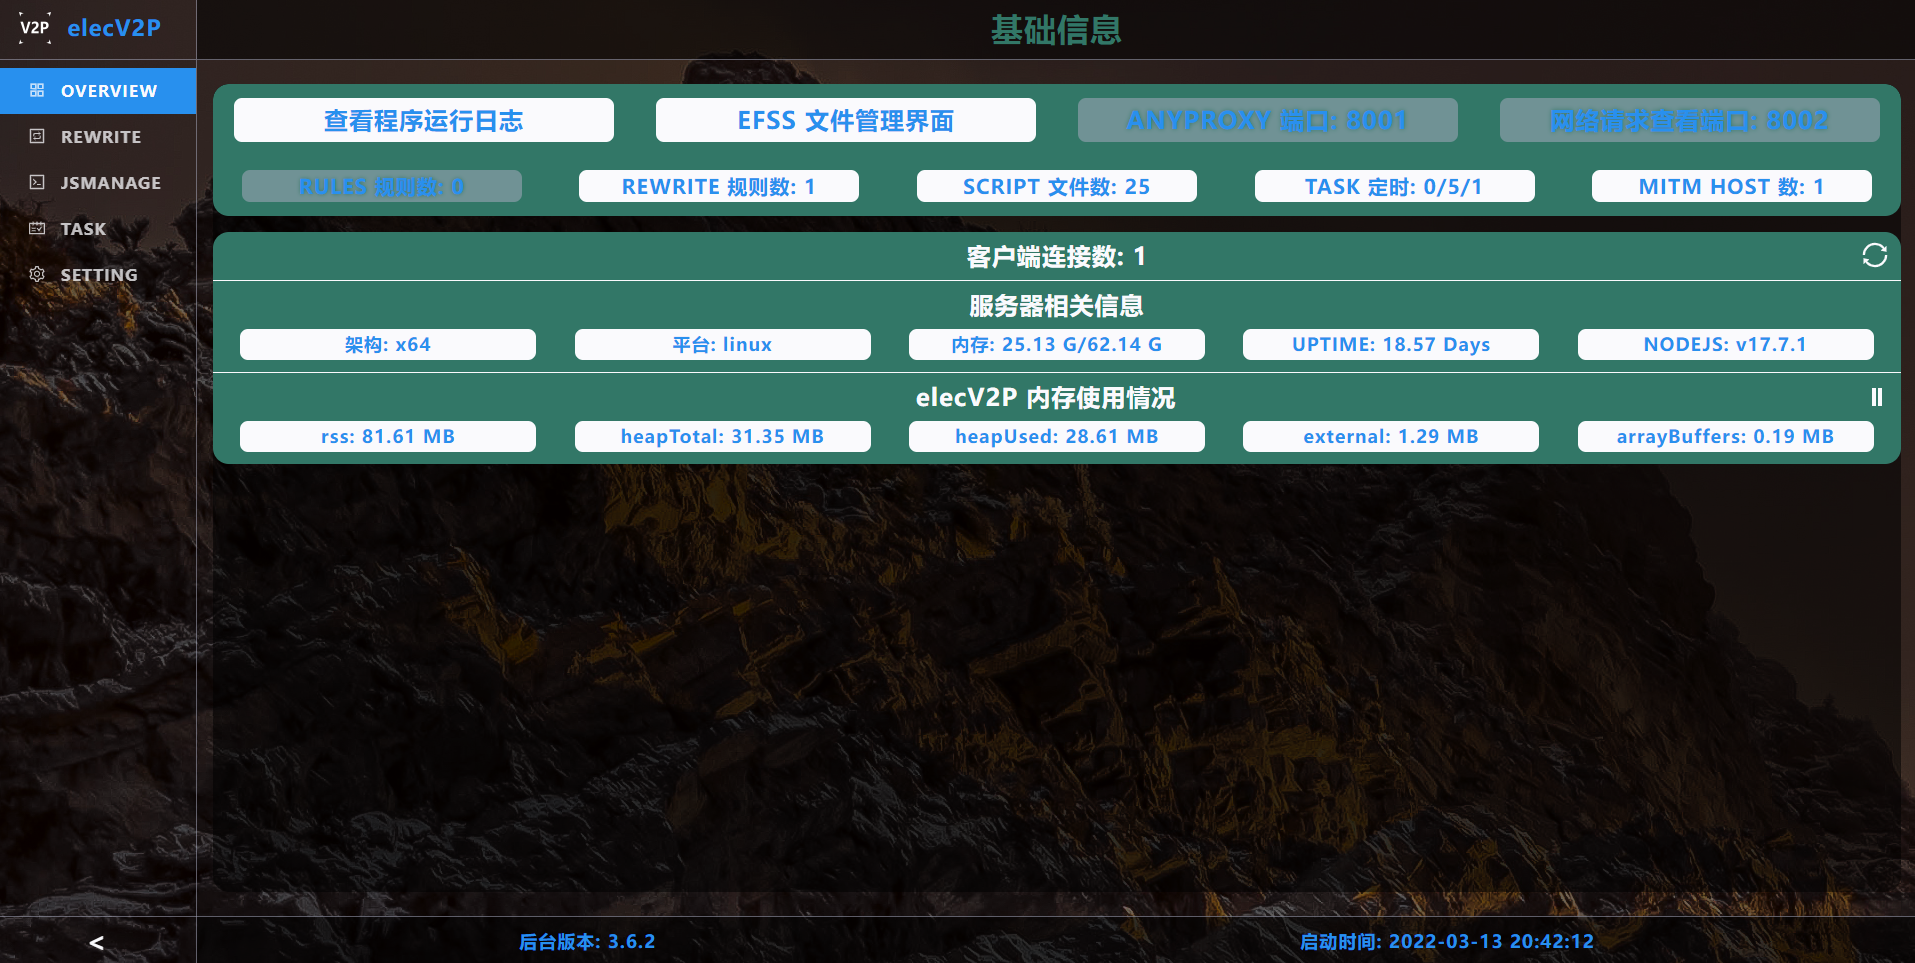 V2P elecV2P
基础信息
OVERVIEW
REWRITE
JSMANAGE
TASK
SETTING
查看程序运行日志 EFSS 文件管理界面 ANYPROXY 端口: 8001 网络请求查看端口: 8002
RULES 规则数: 0 REWRITE 规则数: 1 SCRIPT 文件数: 25 TASK 定时: 0/5/1 MITM HOST 数: 1
客户端连接数: 1
服务器相关信息
架构: x64 平台: linux 内存: 25.13 G/62.14 G UPTIME: 18.57 Days NODEJS: v17.7.1
elecV2P 内存使用情况
rss: 81.61 MB heapTotal: 31.35 MB heapUsed: 28.61 MB external: 1.29 MB arrayBuffers: 0.19 MB
< 后台版本: 3.6.2 启动时间: 2022-03-13 20:42:12